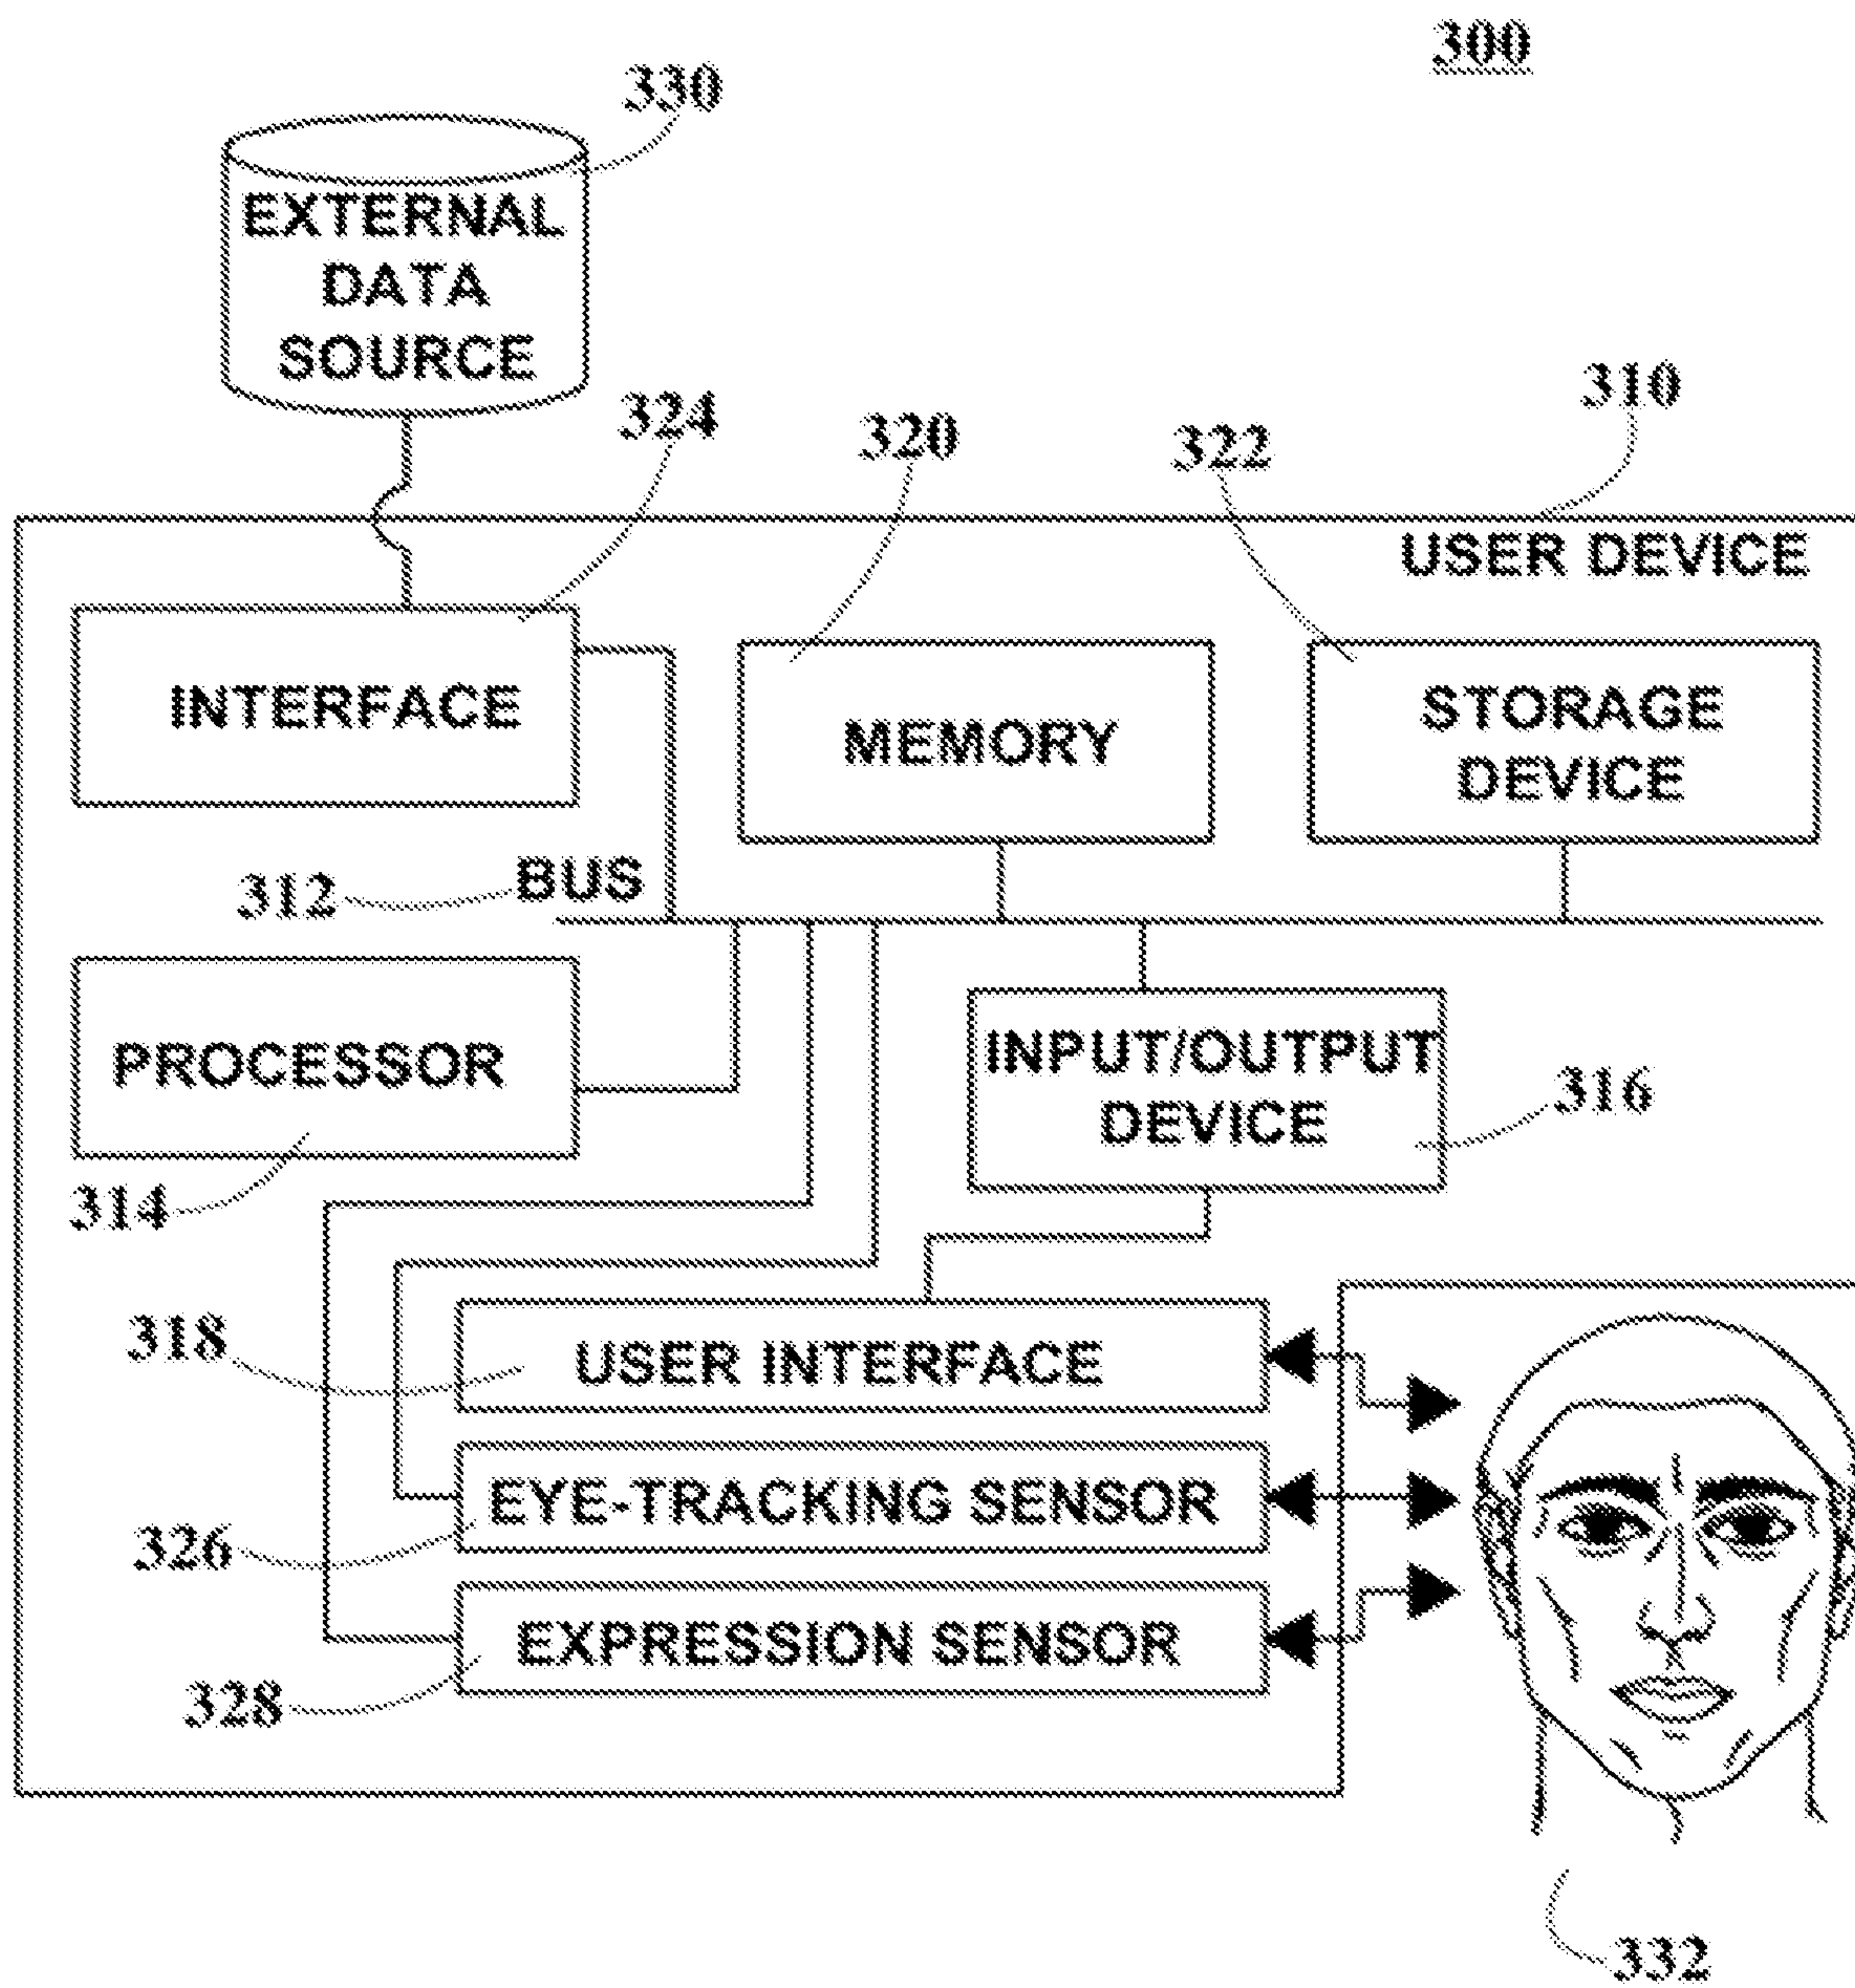 300
330
EXTERNAL
DATA
SOURCE
324
320
322
310
USER DEVICE
INTERFACE
MEMORY
STORAGE
DEVICE
312
BUS
PROCESSOR
INPUT/OUTPUT
DEVICE
316
314
318
USER INTERFACE
EYE-TRACKING SENSOR
326
EXPRESSION SENSOR
328
332